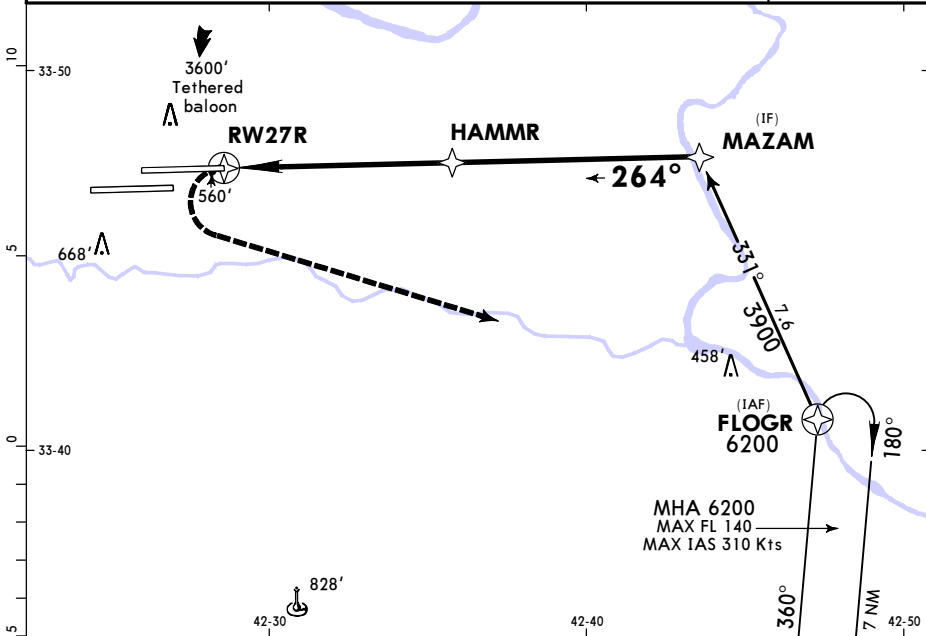 10
33-50
3600'
Tethered
baloon
RW27R
HAMMR
(IF)
MAZAM
264°
560'
668'
5
331°
7.6
3900
458'
(IAF)
FLOGR
6200
180°
0
33-40
MHA 6200
MAX FL 140
MAX IAS 310 Kts
828'
360°
7 NM
5
42-30
42-40
42-50